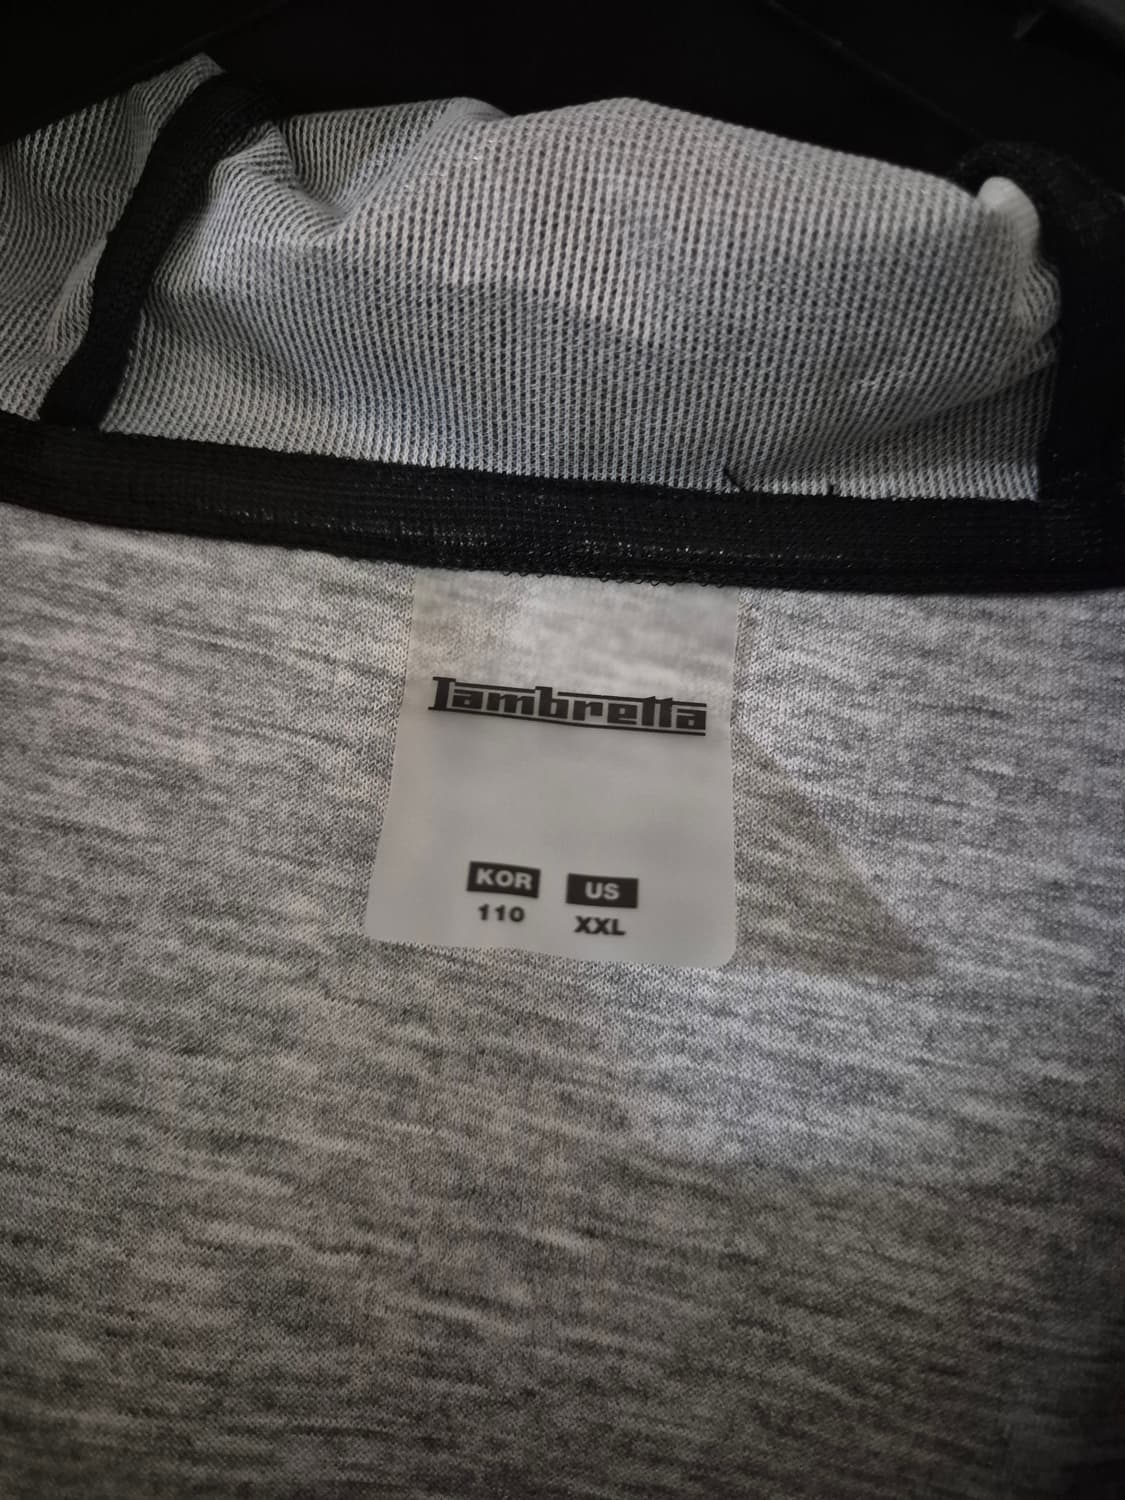 Lambretta
KOR US
110 XXL